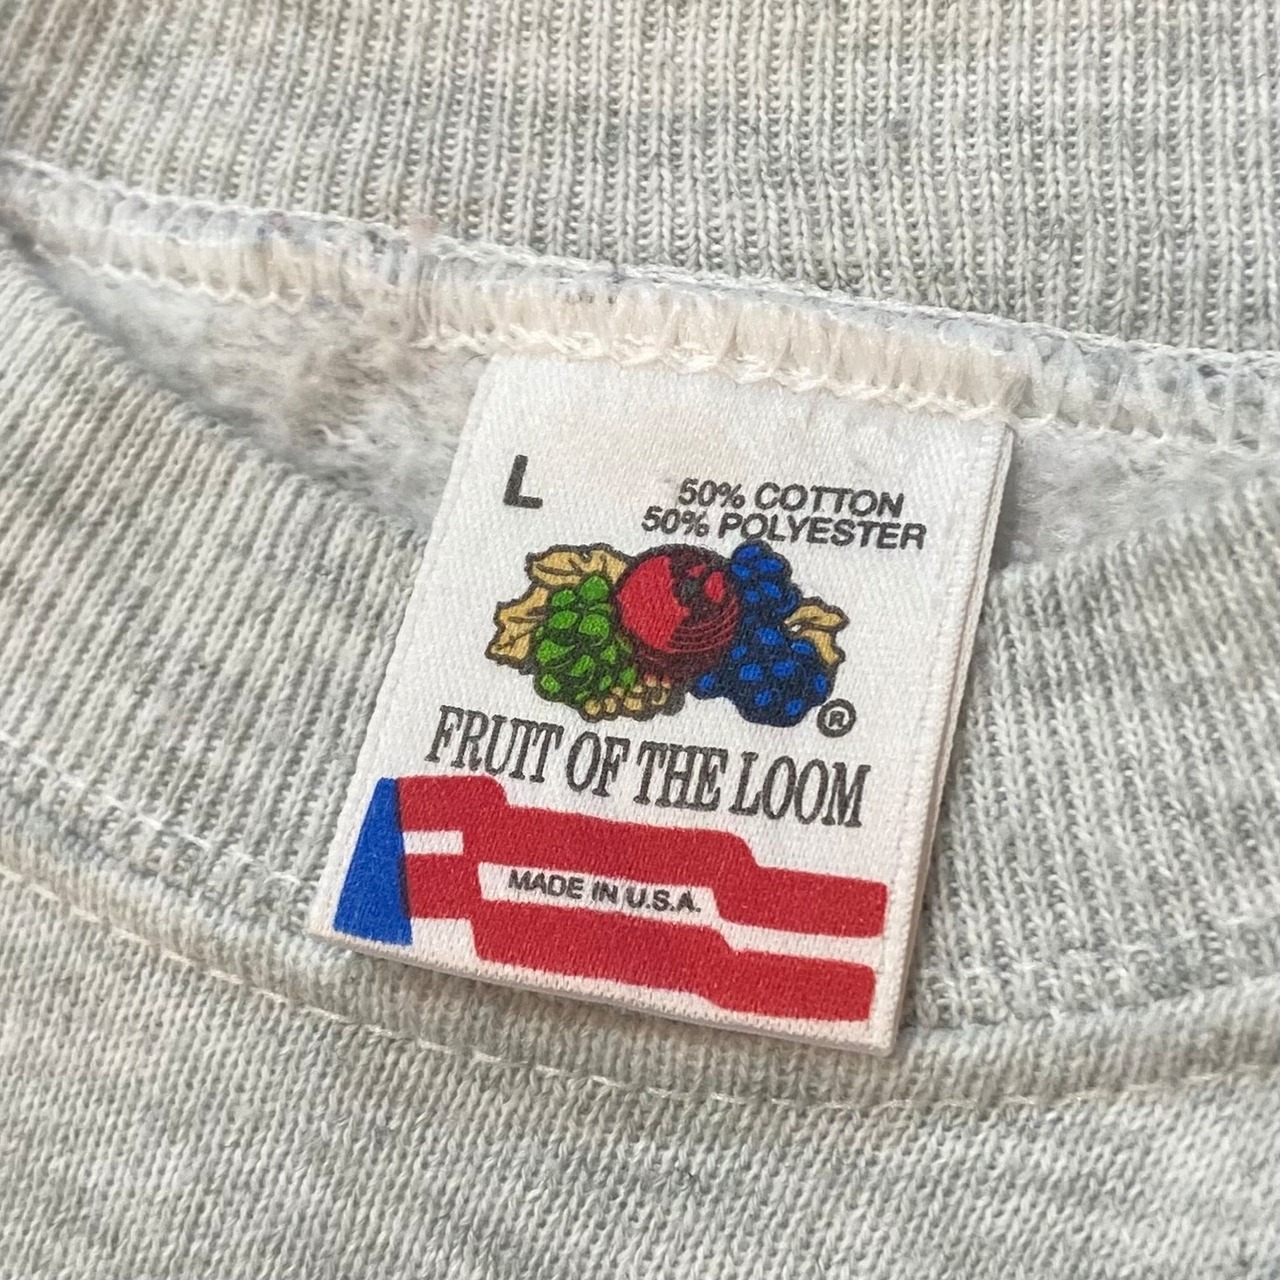 L
50% COTTON
50% POLYESTER
®
FRUIT OF THE LOOM
MADE IN U.S.A.